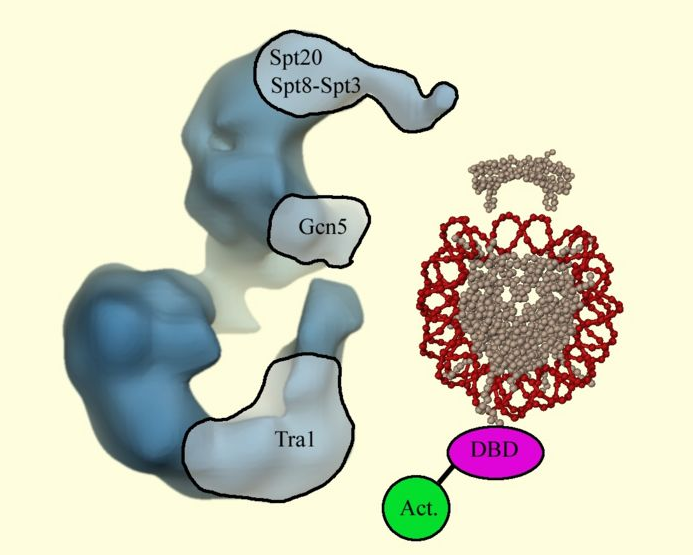 Spt20
Spt8-Spt3
Gcn5
Tra1
DBD
Act.